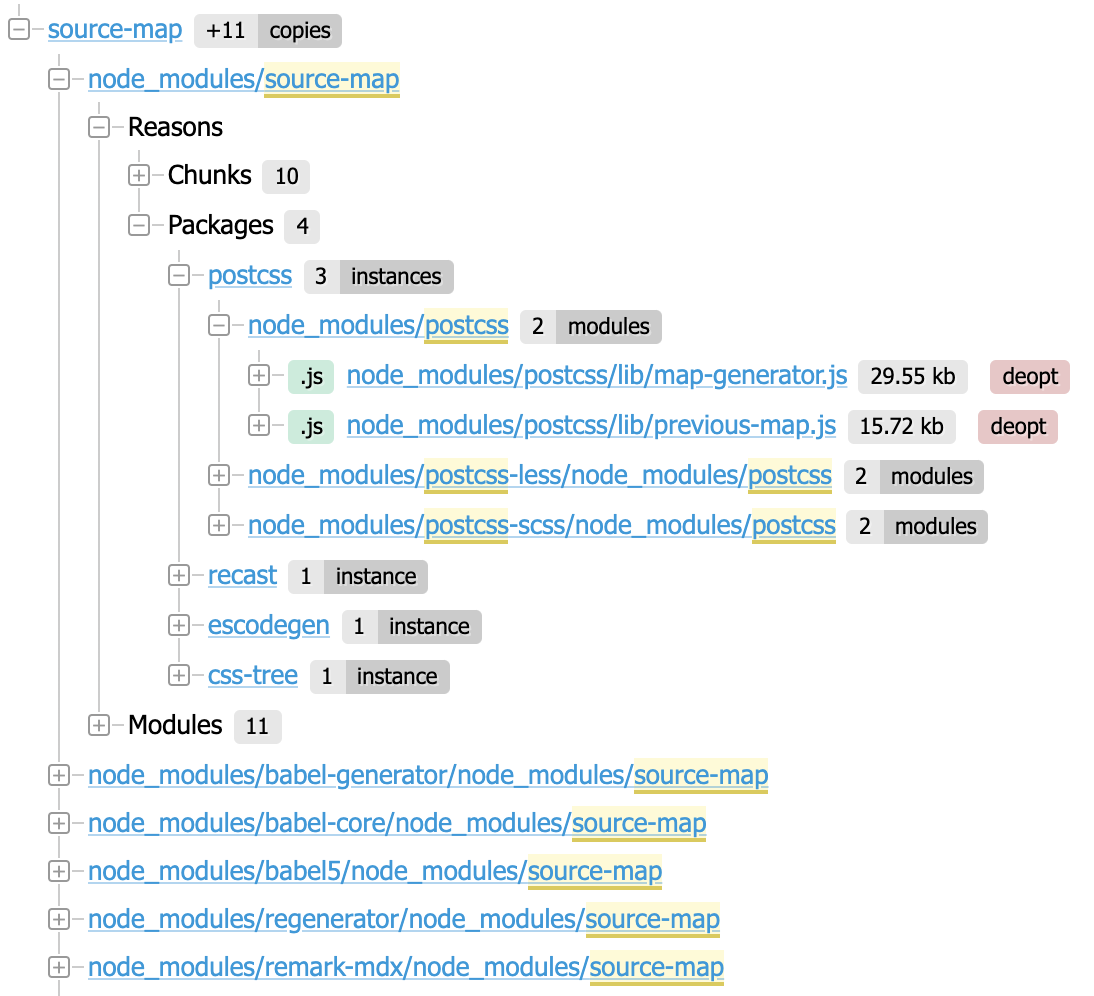 source-map +11 copies
node_modules/source-map
Reasons
Chunks 10
Packages 4
postcss 3 instances
node_modules/postcss 2 modules
.js node_modules/postcss/lib/map-generator.js 29.55 kb deopt
.js node_modules/postcss/lib/previous-map.js 15.72 kb deopt
node_modules/postcss-less/node_modules/postcss 2 modules
node_modules/postcss-scss/node_modules/postcss 2 modules
recast 1 instance
escodegen 1 instance
css-tree 1 instance
Modules 11
node_modules/babel-generator/node_modules/source-map
node_modules/babel-core/node_modules/source-map
node_modules/babel5/node_modules/source-map
node_modules/regenerator/node_modules/source-map
node_modules/remark-mdx/node_modules/source-map